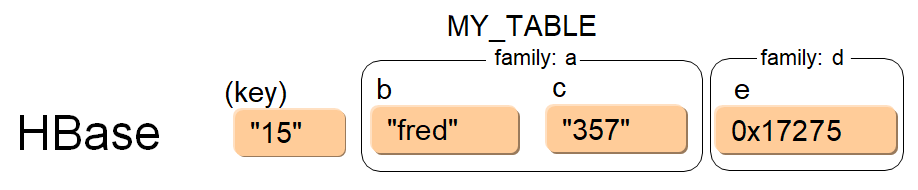 MY_TABLE
family: a
family: d
(key)
b
c
e
HBase
"15"
"fred"
"357"
0x17275